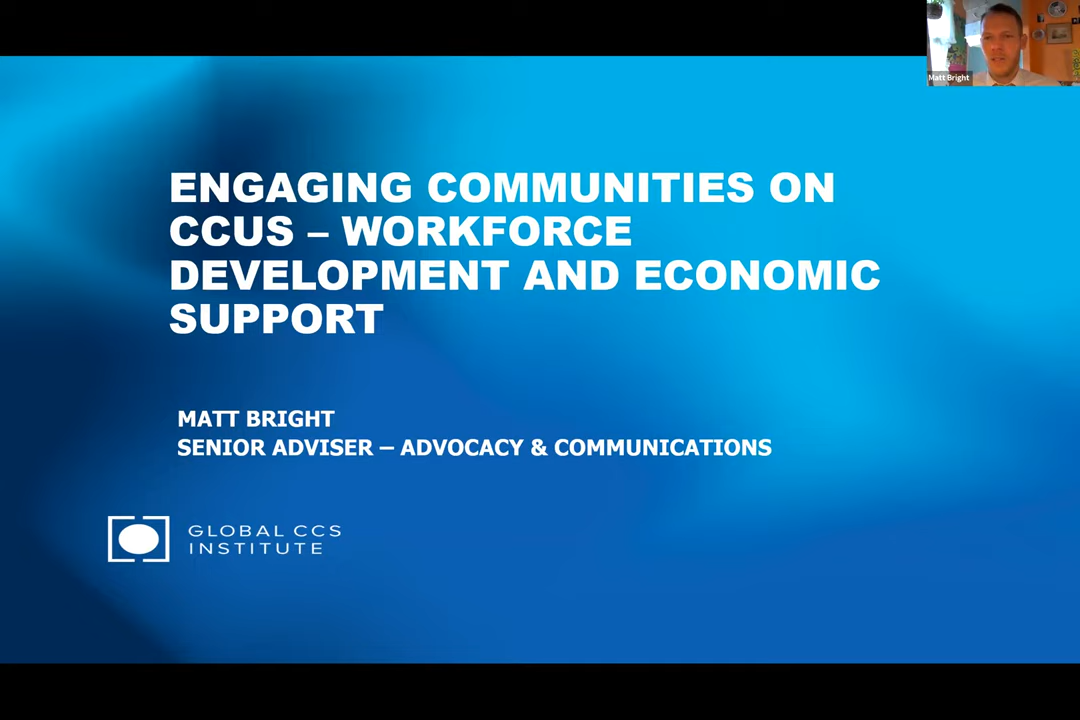 Matt Bright
ENGAGING COMMUNITIES ON
CCUS – WORKFORCE
DEVELOPMENT AND ECONOMIC
SUPPORT
MATT BRIGHT
SENIOR ADVISER – ADVOCACY & COMMUNICATIONS
GLOBAL CCS
INSTITUTE